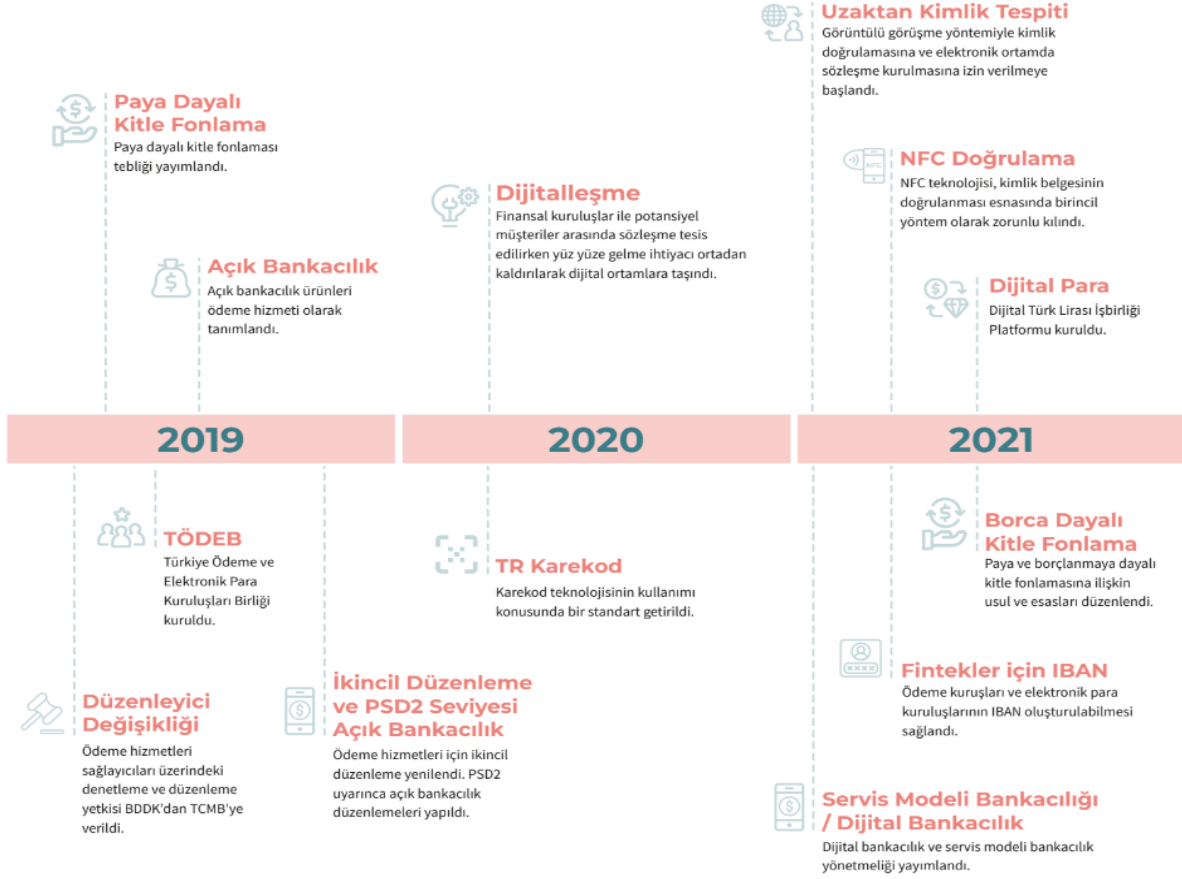 Uzaktan Kimlik Tespiti
Görüntülü görüşme yöntemiyle kimlik
doğrulamasına ve elektronik ortamda
sözleşme kurulmasına izin verilmeye
başlandı.
Paya Dayalı
Kitle Fonlama
Paya dayalı kitle fonlaması
tebliği yayımlandı.
NFC
NFC Doğrulama
NFC teknolojisi, kimlik belgesinin
doğrulanması esnasında birincil
yöntem olarak zorunlu kılındı.
Dijitalleşme
Finansal kuruluşlar ile potansiyel
müşteriler arasında sözleşme tesis
edilirken yüz yüze gelme ihtiyacı ortadan
kaldırılarak dijital ortamlara taşındı.
Açık Bankacılık
Açık bankacılık ürünleri
ödeme hizmeti olarak
tanımlandı.
Dijital Para
Dijital Türk Lirası İşbirliği
Platformu kuruldu.
2019
2020
2021
TÖDEB
Türkiye Ödeme ve
Elektronik Para
Kuruluşları Birliği
kuruldu.
TR Karekod
Karekod teknolojisinin kullanımı
konusunda bir standart getirildi.
Borca Dayalı
Kitle Fonlama
Paya ve borçlanmaya dayalı
kitle fonlamasına ilişkin
usul ve esasları düzenlendi.
Düzenleyici
Değişikliği
Ödeme hizmetleri
sağlayıcıları üzerindeki
denetleme ve düzenleme
yetkisi BDDK'dan TCMB'ye
verildi.
İkincil Düzenleme
ve PSD2 Seviyesi
Açık Bankacılık
Ödeme hizmetleri için ikincil
düzenleme yenilendi. PSD2
uyarınca açık bankacılık
düzenlemeleri yapıldı.
Fintekler için IBAN
Ödeme kuruşları ve elektronik para
kuruluşlarının IBAN oluşturulabilmesi
sağlandı.
Servis Modeli Bankacılığı
/ Dijital Bankacılık
Dijital bankacılık ve servis modeli bankacılık
yönetmeliği yayımlandı.